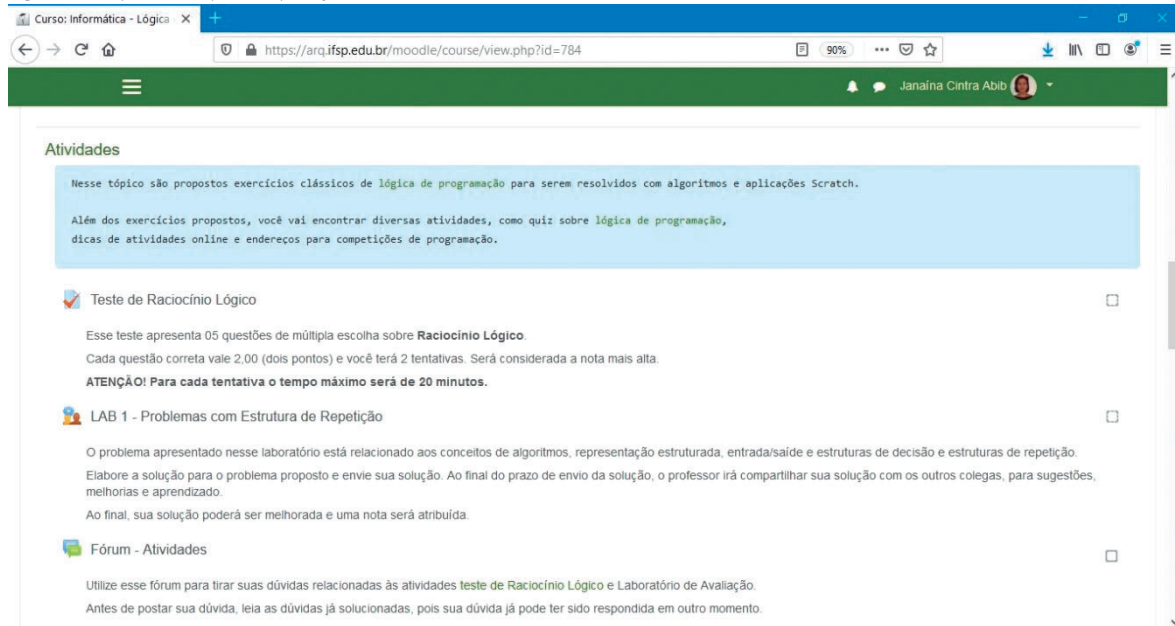 Curso: Informática - Lógica
https://arq.ifsp.edu.br/moodle/course/view.php?id=784
90%
Janaína Cintra Abib
Atividades
Nesse tópico são propostos exercícios clássicos de lógica de programação para serem resolvidos com algoritmos e aplicações Scratch.
Além dos exercícios propostos, você vai encontrar diversas atividades, como quiz sobre lógica de programação,
dicas de atividades online e endereços para competições de programação.
Teste de Raciocínio Lógico
Esse teste apresenta 05 questões de múltipla escolha sobre Raciocínio Lógico.
Cada questão correta vale 2,00 (dois pontos) e você terá 2 tentativas. Será considerada a nota mais alta.
ATENÇÃO! Para cada tentativa o tempo máximo será de 20 minutos.
LAB 1 - Problemas com Estrutura de Repetição
O problema apresentado nesse laboratório está relacionado aos conceitos de algoritmos, representação estruturada, entrada/saída e estruturas de decisão e estruturas de repetição.
Elabore a solução para o problema proposto e envie sua solução. Ao final do prazo de envio da solução, o professor irá compartilhar sua solução com os outros colegas, para sugestões,
melhorias e aprendizado.
Ao final, sua solução poderá ser melhorada e uma nota será atribuída.
Fórum - Atividades
Utilize esse fórum para tirar suas dúvidas relacionadas às atividades teste de Raciocínio Lógico e Laboratório de Avaliação.
Antes de postar sua dúvida, leia as dúvidas já solucionadas, pois sua dúvida já pode ter sido respondida em outro momento.